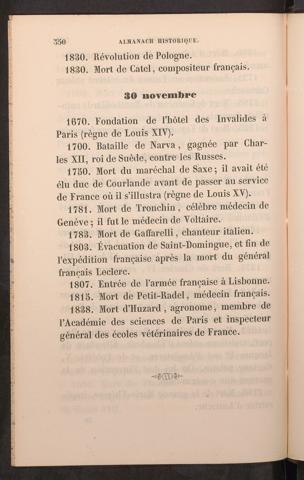 350 ALMANACH HISTORIQUE.
1830. Révolution de Pologne.
1830. Mort de Catel, compositeur français.
30 novembre
1670. Fondation de l'hôtel des Invalides à
Paris (règne de Louis XIV).
1700. Bataille de Narva, gagnée par Char-
les XII, roi de Suède, contre les Russes.
1750. Mort du maréchal de Saxe; il avait été
élu duc de Courlande avant de passer au service
de France où il s'illustra (règne de Louis XV).
1781. Mort de Tronchin, célèbre médecin de
Genève; il fut le médecin de Voltaire.
1783. Mort de Gaffarelli, chanteur italien.
1803. Évacuation de Saint-Domingue, et fin de
l'expédition française après la mort du général
français Leclerc.
1807. Entrée de l'armée française à Lisbonne.
1815. Mort de Petit-Radel, médecin français.
1838. Mort d'Huzard, agronome, membre de
l'Académie des sciences de Paris et inspecteur
général des écoles vétérinaires de France.